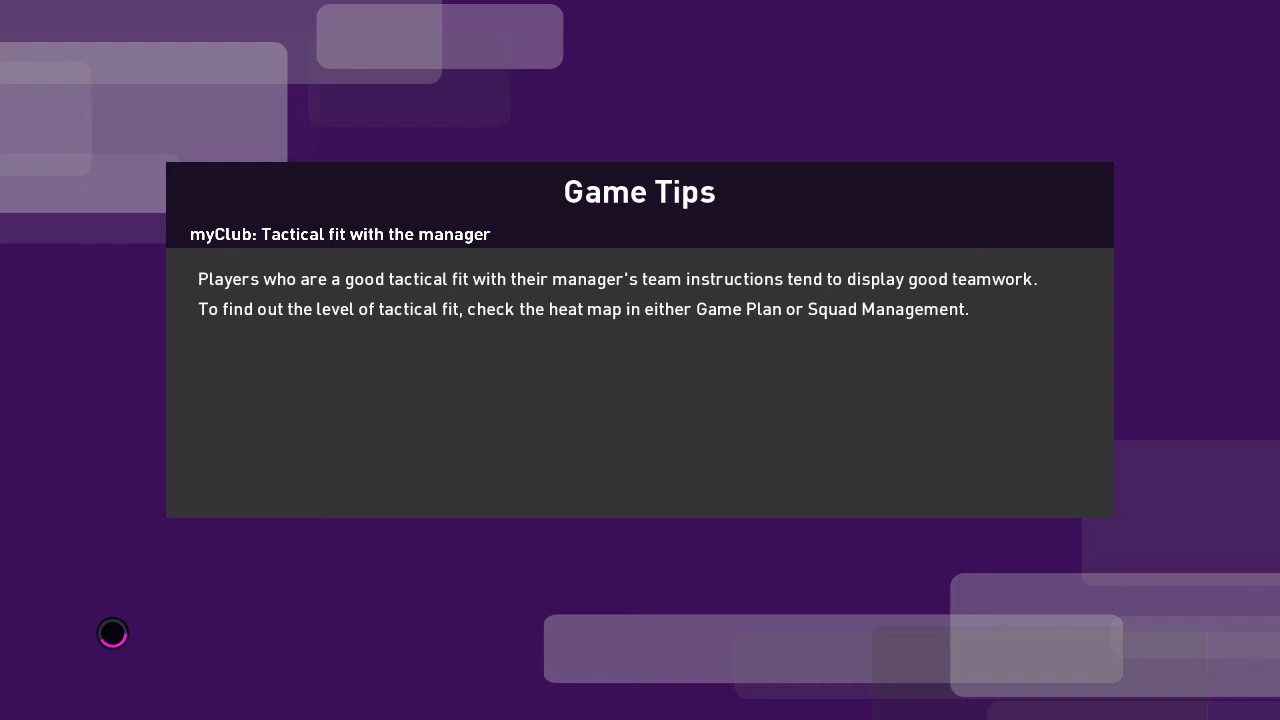 Game Tips
myClub: Tactical fit with the manager
Players who are a good tactical fit with their manager's team instructions tend to display good teamwork.
To find out the level of tactical fit, check the heat map in either Game Plan or Squad Management.